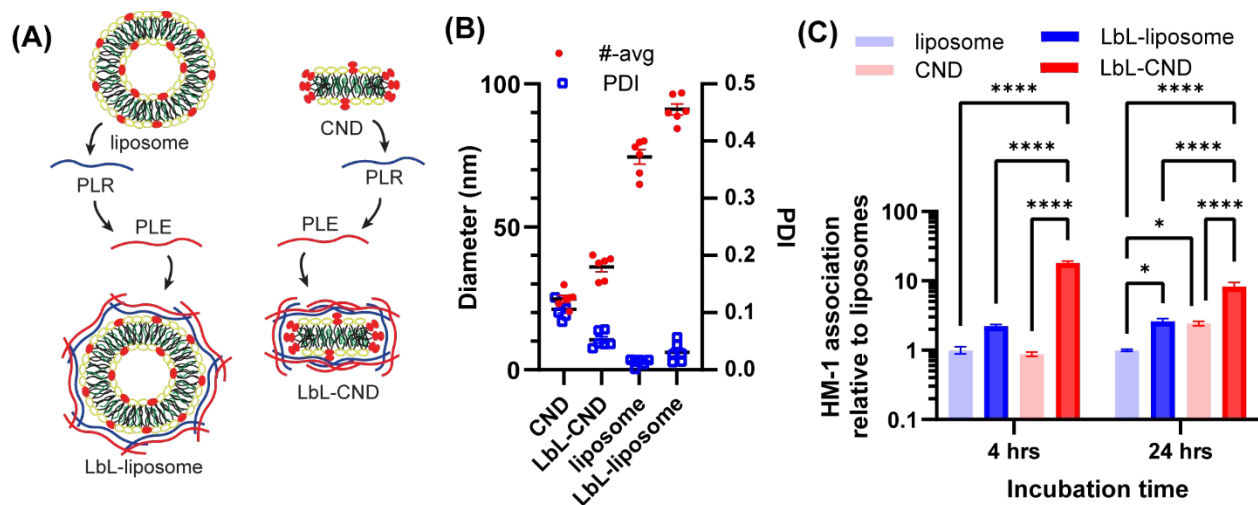 (A)
liposome
CND
PLR
PLR
PLE
PLE
LbL-liposome
LbL-CND
(B)
#-avg
PDI
100
50
0
Diameter (nm)
0.5
0.4
0.3
0.2
0.1
0.0
PDI
CND
LbL-CND
liposome
LbL-liposome
(C)
liposome
LbL-liposome
CND
LbL-CND
****
****
****
****
****
****
*
*
100
10
1
0.1
HM-1 association
relative to liposomes
4 hrs
24 hrs
Incubation time